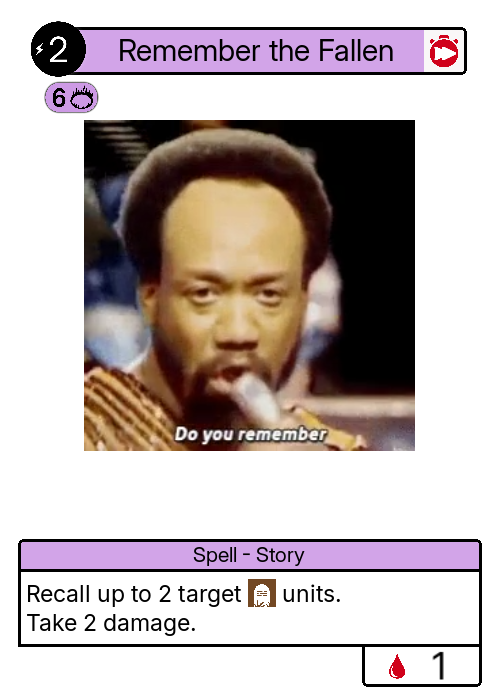 2
Remember the Fallen
6
Do you remember
Spell - Story
Recall up to 2 target units.
Take 2 damage.
1